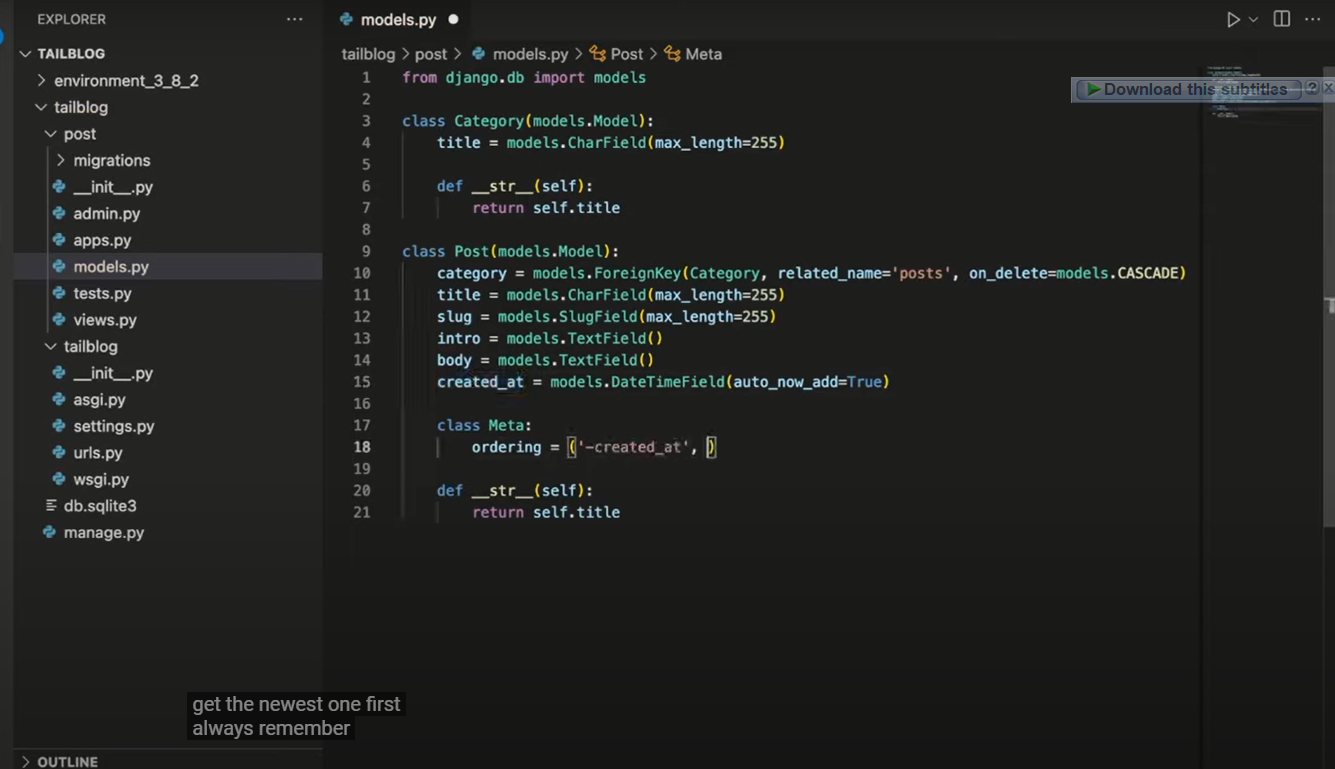 EXPLORER
TAILBLOG
environment_3_8_2
tailblog
post
migrations
__init__.py
admin.py
apps.py
models.py
tests.py
views.py
tailblog
__init__.py
asgi.py
settings.py
urls.py
wsgi.py
db.sqlite3
manage.py
OUTLINE
models.py
tailblog > post > models.py > Post > Meta
Download this subtitles ? X
1 from django.db import models
2
3 class Category(models.Model):
4     title = models.CharField(max_length=255)
5
6     def __str__(self):
7         return self.title
8
9 class Post(models.Model):
10     category = models.ForeignKey(Category, related_name='posts', on_delete=models.CASCADE)
11     title = models.CharField(max_length=255)
12     slug = models.SlugField(max_length=255)
13     intro = models.TextField()
14     body = models.TextField()
15     created_at = models.DateTimeField(auto_now_add=True)
16
17     class Meta:
18         ordering = ('-created_at', )
19
20     def __str__(self):
21         return self.title
get the newest one first
always remember